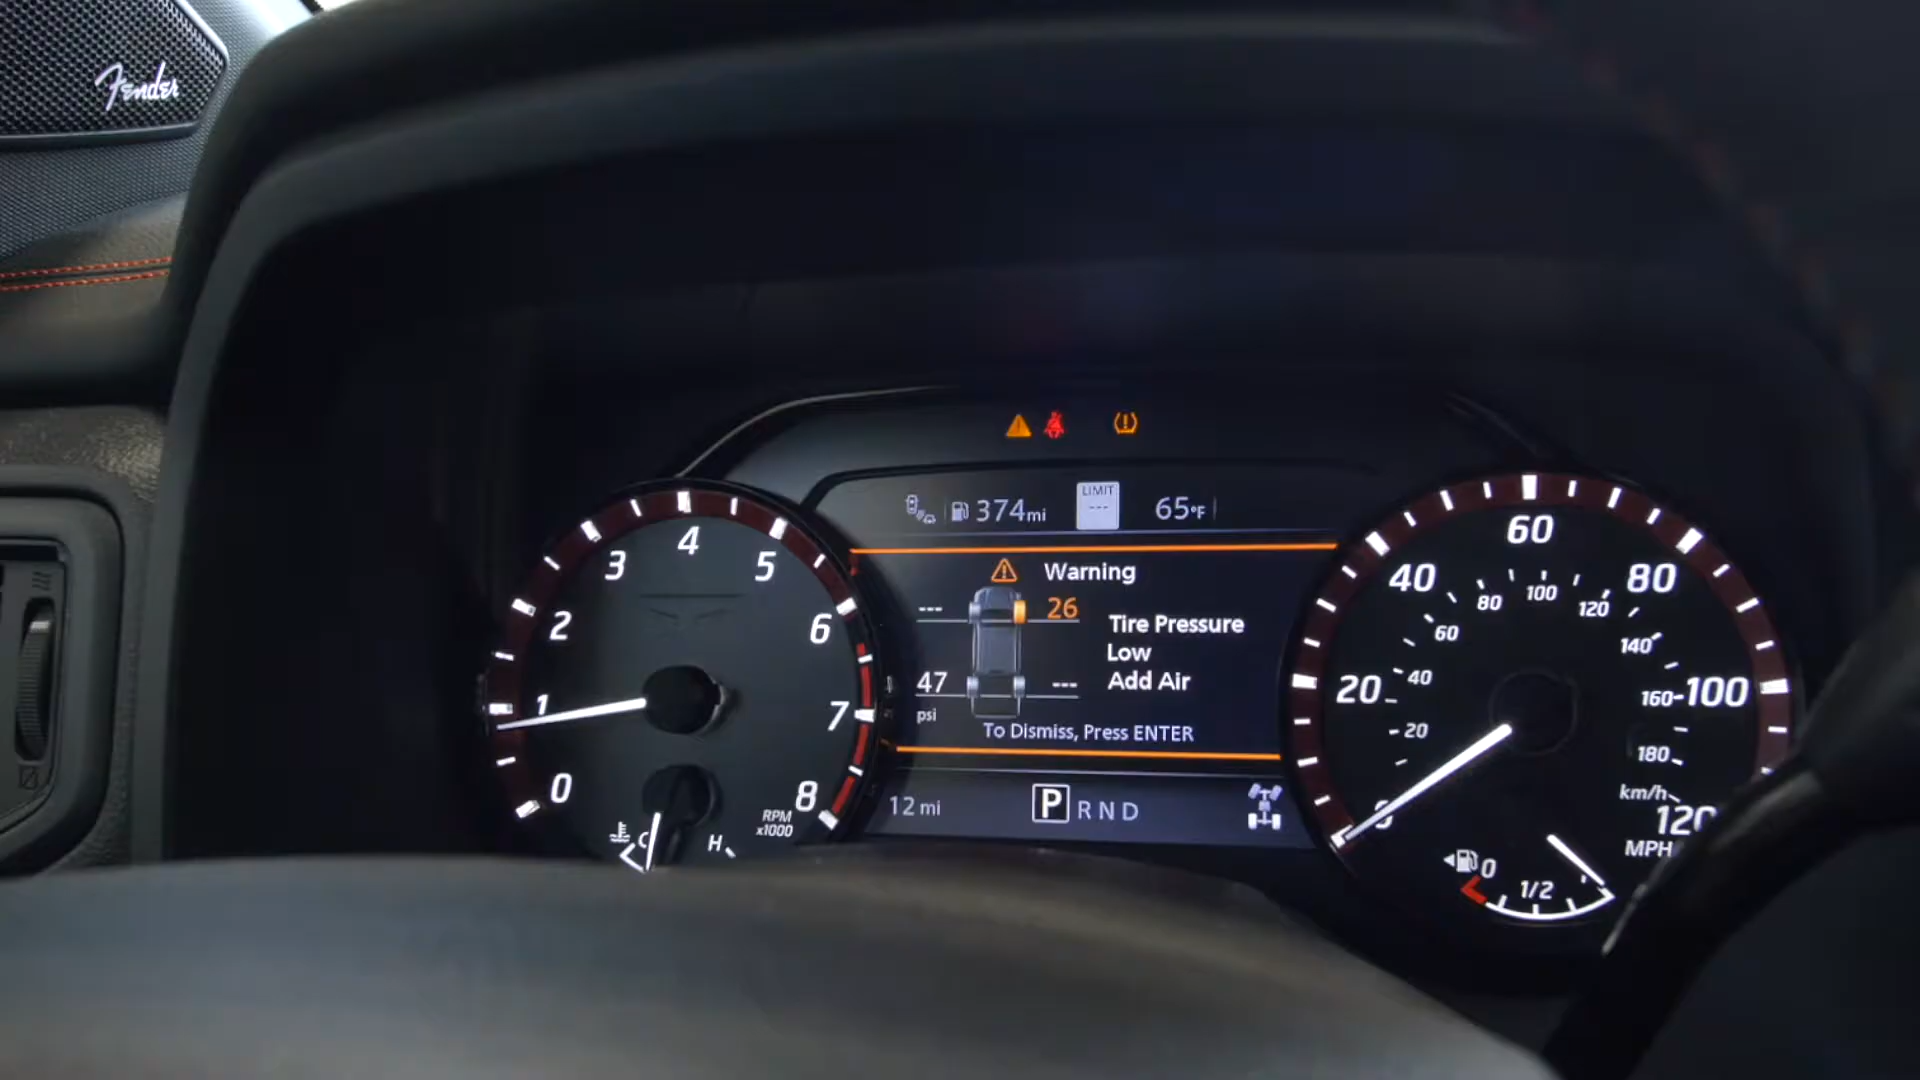 Fender
374mi
LIMIT
---
65°F
Warning
--- 26
Tire Pressure
Low
Add Air
47 ---
psi
To Dismiss, Press ENTER
12 mi
P R N D
0 1 2 3 4 5 6 7 8
RPM
x1000
C H
0 20 40 60 80 100 120
20 40 60 80 100 120 140 160 180
km/h
MPH
0 1/2